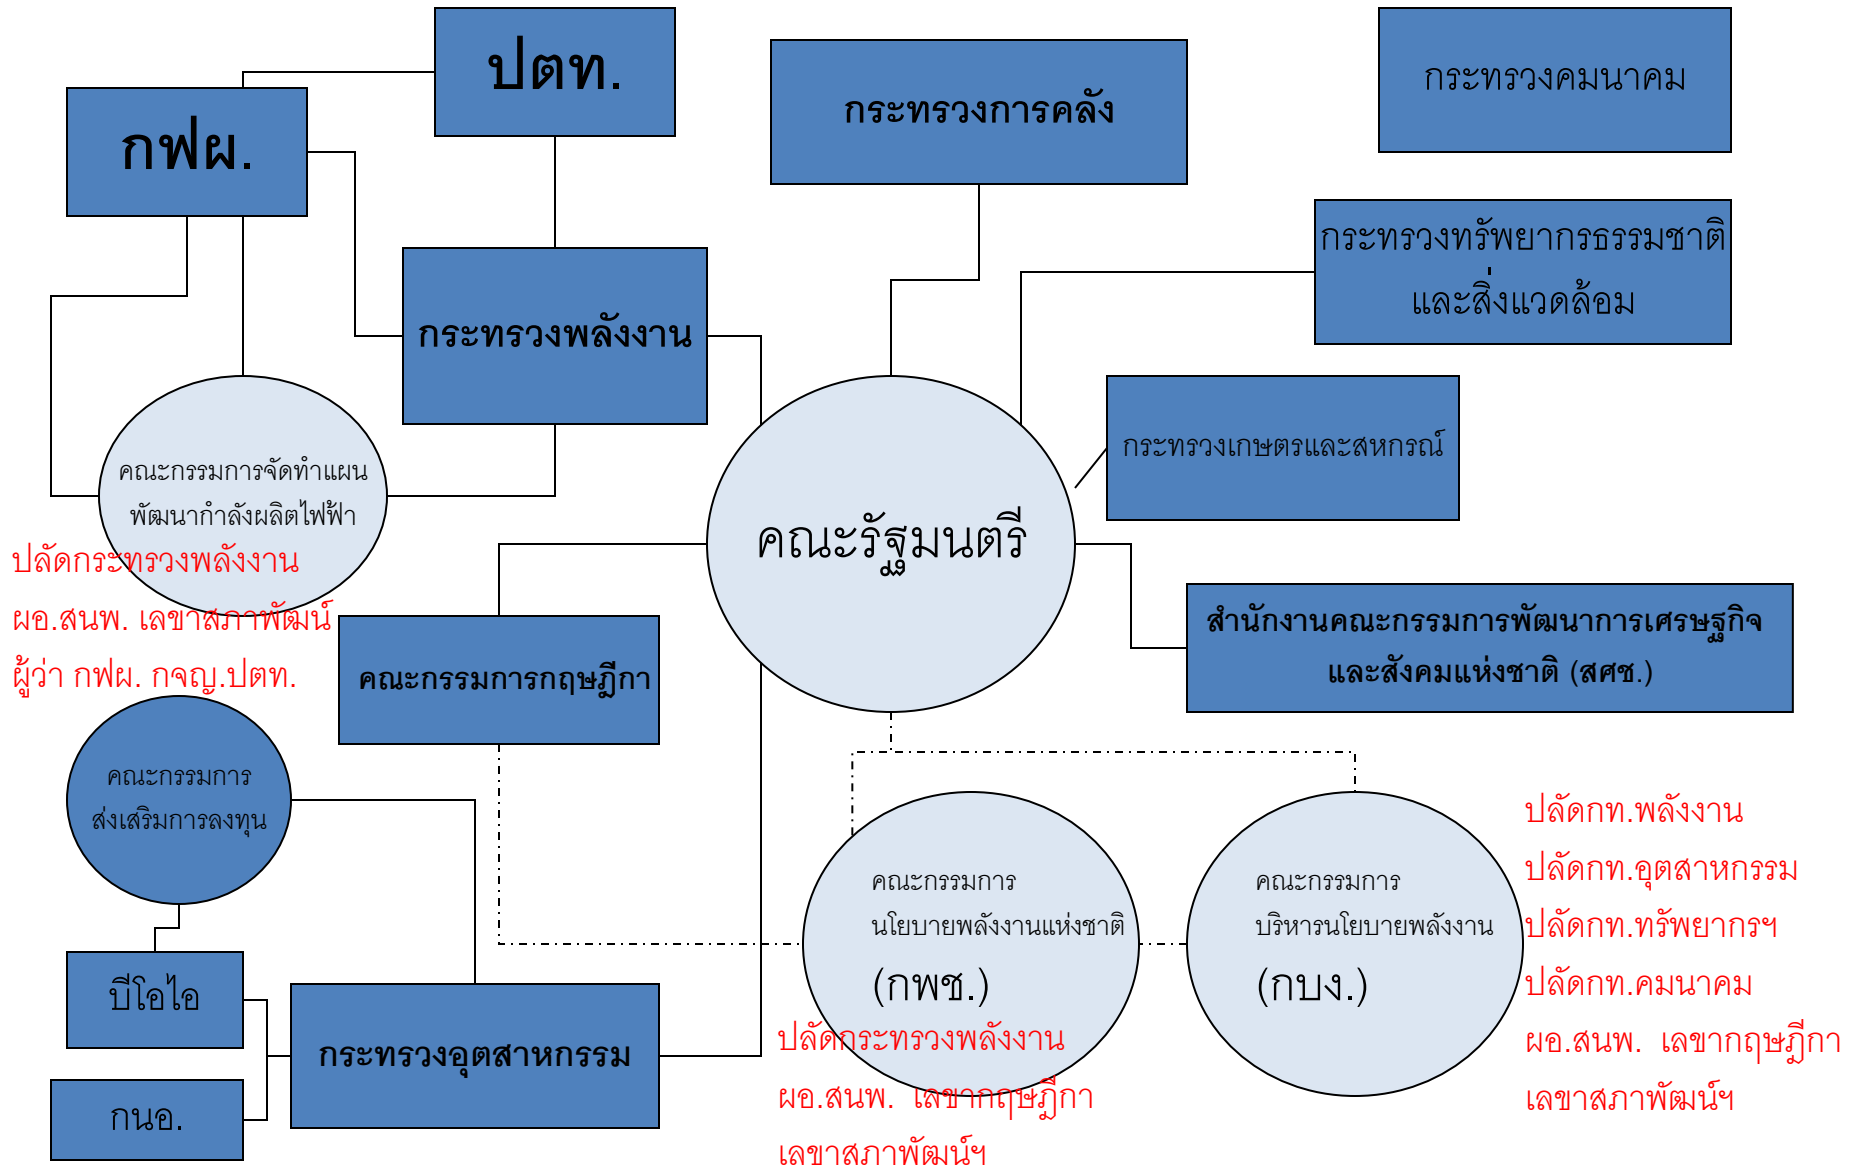 ปตท.
กฟผ.
กระทรวงการคลัง
กระทรวงคมนาคม
กระทรวงทรัพยากรธรรมชาติ
และสิ่งแวดล้อม
กระทรวงพลังงาน
กระทรวงเกษตรและสหกรณ์
คณะกรรมการจัดทำแผน
พัฒนากำลังผลิตไฟฟ้า
ปลัดกระทรวงพลังงาน
ผอ.สนพ. เลขาสภาพัฒน์
ผู้ว่า กฟผ. กจญ.ปตท.
คณะรัฐมนตรี
สำนักงานคณะกรรมการพัฒนาการเศรษฐกิจ
และสังคมแห่งชาติ (สศช.)
คณะกรรมการกฤษฎีกา
คณะกรรมการ
ส่งเสริมการลงทุน
บีโอไอ
กนอ.
กระทรวงอุตสาหกรรม
คณะกรรมการ
นโยบายพลังงานแห่งชาติ
(กพช.)
ปลัดกระทรวงพลังงาน
ผอ.สนพ. เลขากฤษฎีกา
เลขาสภาพัฒน์ฯ
คณะกรรมการ
บริหารนโยบายพลังงาน
(กบง.)
ปลัดกท.พลังงาน
ปลัดกท.อุตสาหกรรม
ปลัดกท.ทรัพยากรฯ
ปลัดกท.คมนาคม
ผอ.สนพ. เลขากฤษฎีกา
เลขาสภาพัฒน์ฯ